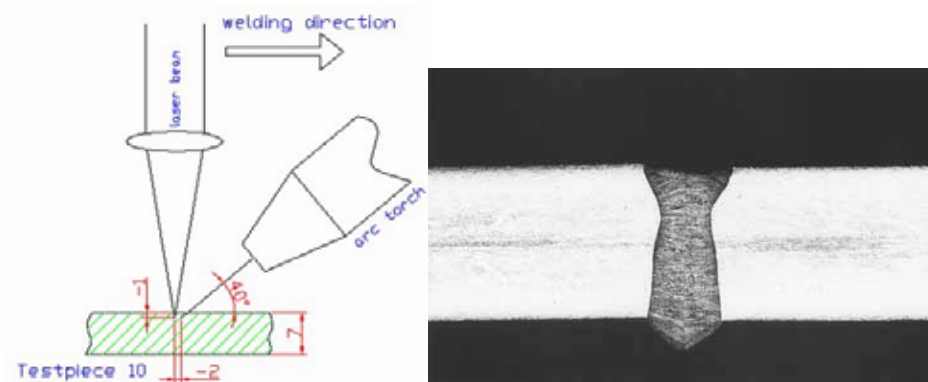 welding direction
laser beam
arc torch
40°
-1
7
Testpiece 10
-2